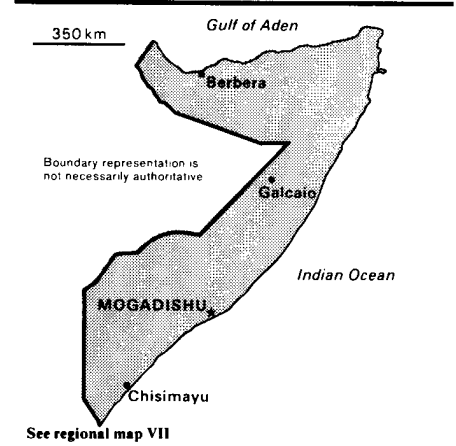 Gulf of Aden
350 km
Berbera
Boundary representation is
not necessarily authoritative
Galcaio
Indian Ocean
MOGADISHU
Chisimayu
See regional map VII